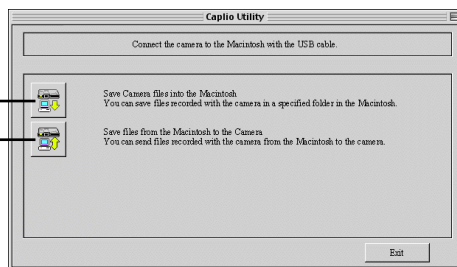 Caplio Utility
Connect the camera to the Macintosh with the USB cable.
Save Camera files into the Macintosh
You can save files recorded with the camera in a specified folder in the Macintosh.
Save files from the Macintosh to the Camera
You can send files recorded with the camera from the Macintosh to the camera.
Exit